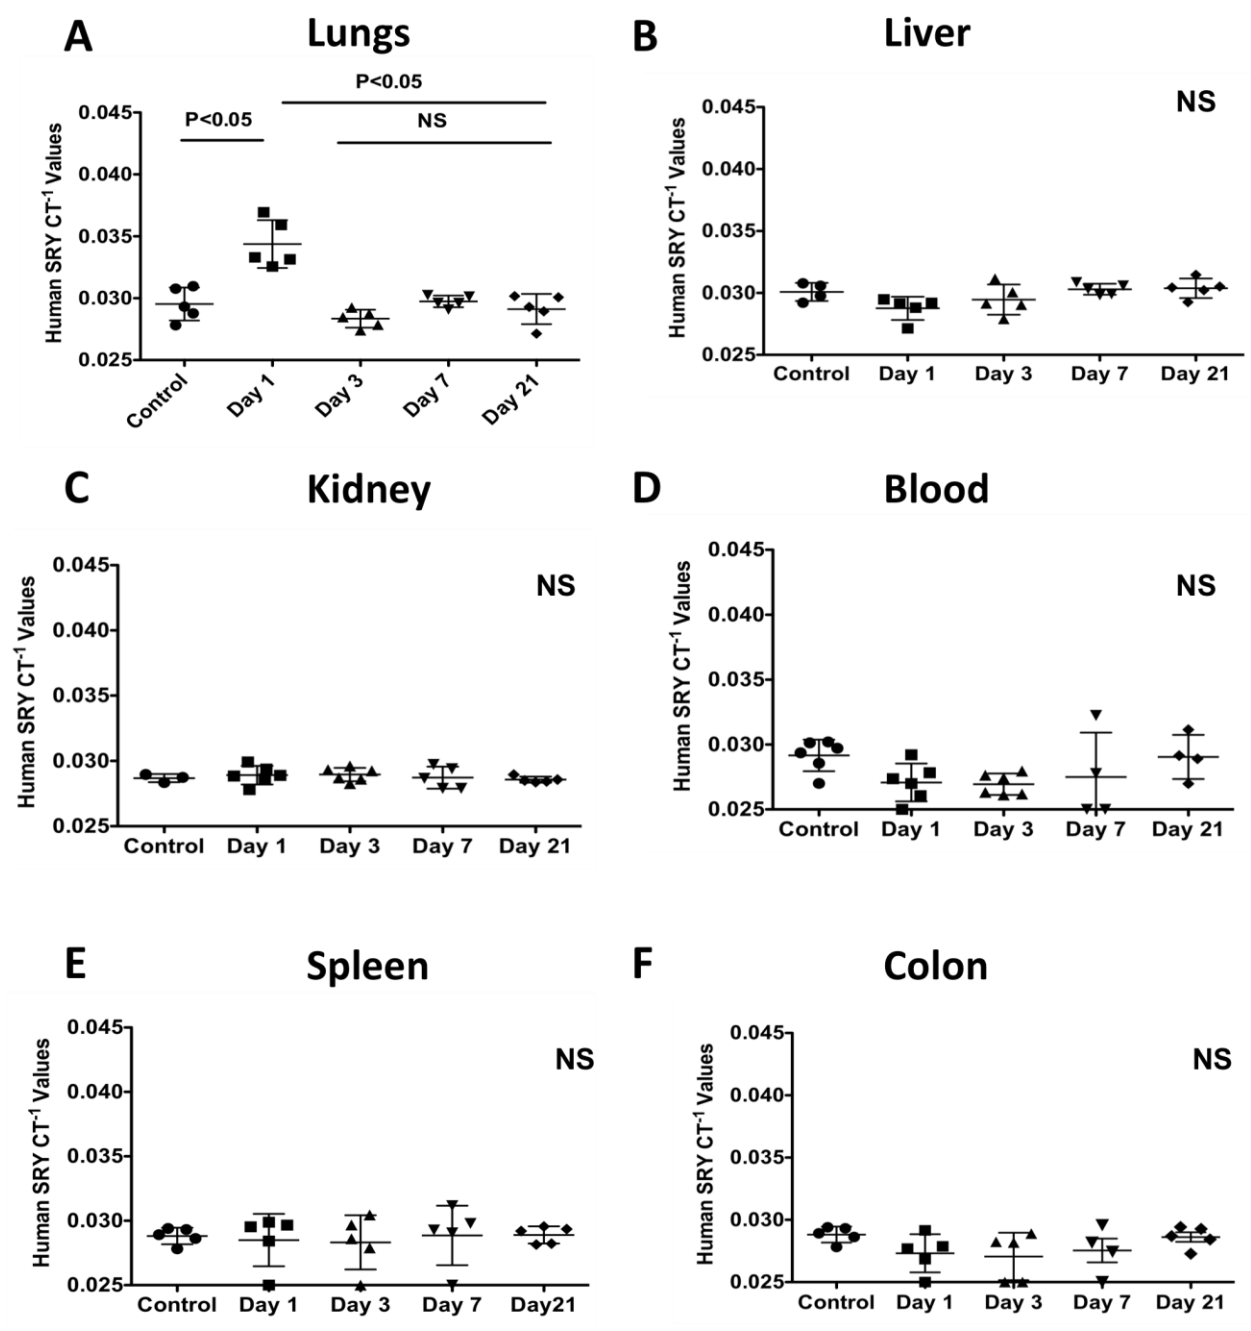 A Lungs
P<0.05
P<0.05 NS
Human SRY CT-1 Values
0.045
0.040
0.035
0.030
0.025
Control Day 1 Day 3 Day 7 Day 21
B Liver
NS
Human SRY CT-1 Values
0.045
0.040
0.035
0.030
0.025
Control Day 1 Day 3 Day 7 Day 21
C Kidney
NS
Human SRY CT-1 Values
0.045
0.040
0.035
0.030
0.025
Control Day 1 Day 3 Day 7 Day 21
D Blood
NS
Human SRY CT-1 Values
0.045
0.040
0.035
0.030
0.025
Control Day 1 Day 3 Day 7 Day 21
E Spleen
NS
Human SRY CT-1 Values
0.045
0.040
0.035
0.030
0.025
Control Day 1 Day 3 Day 7 Day21
F Colon
NS
Human SRY CT-1 Values
0.045
0.040
0.035
0.030
0.025
Control Day 1 Day 3 Day 7 Day 21